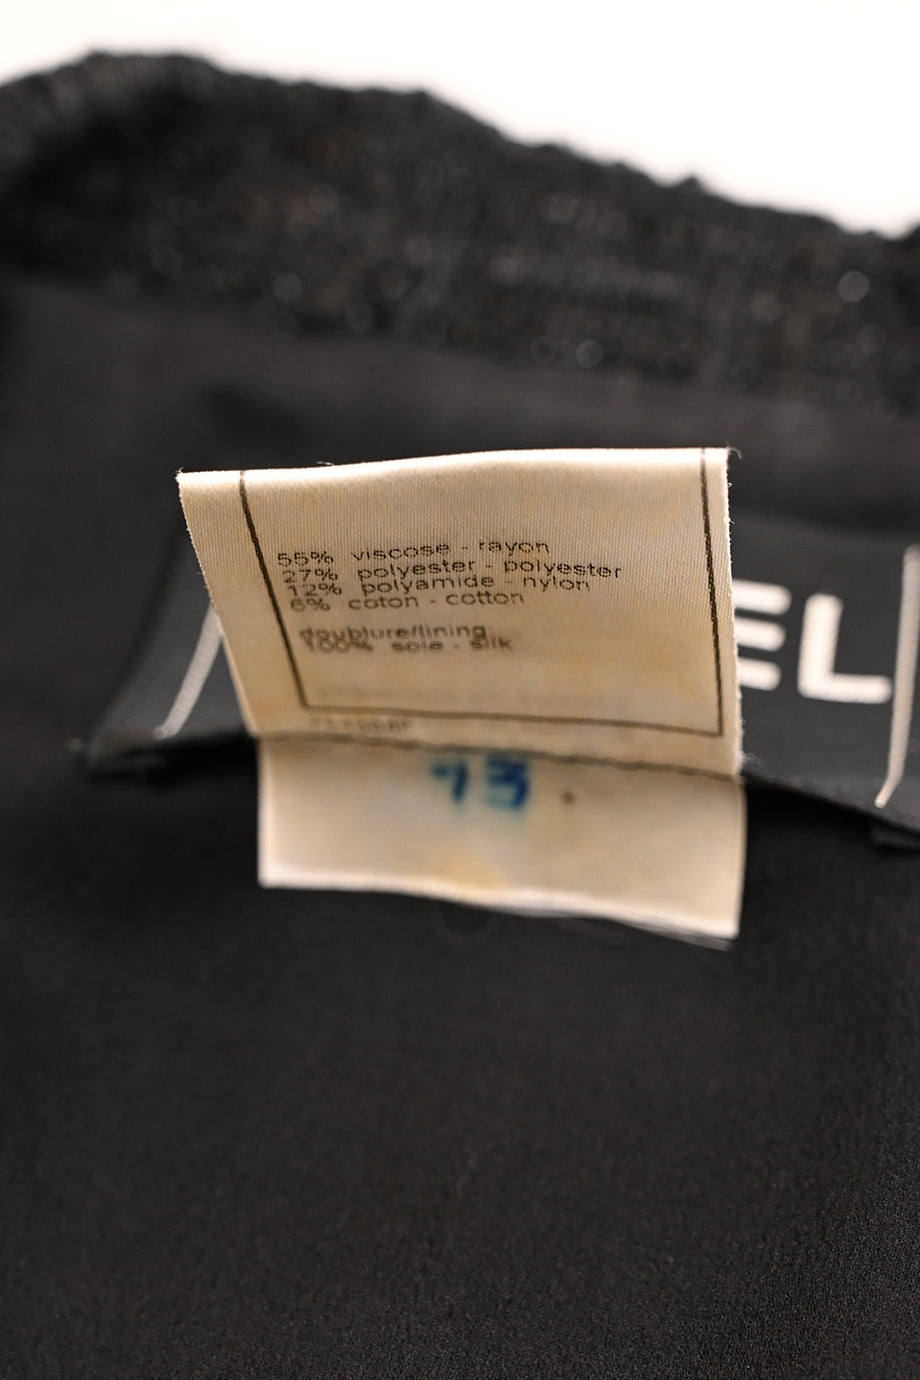 55% viscose - rayon
27% polyester - polyester
12% polyamide - nylon
6% coton - cotton
doublure/lining
100% soie - silk
EL
13